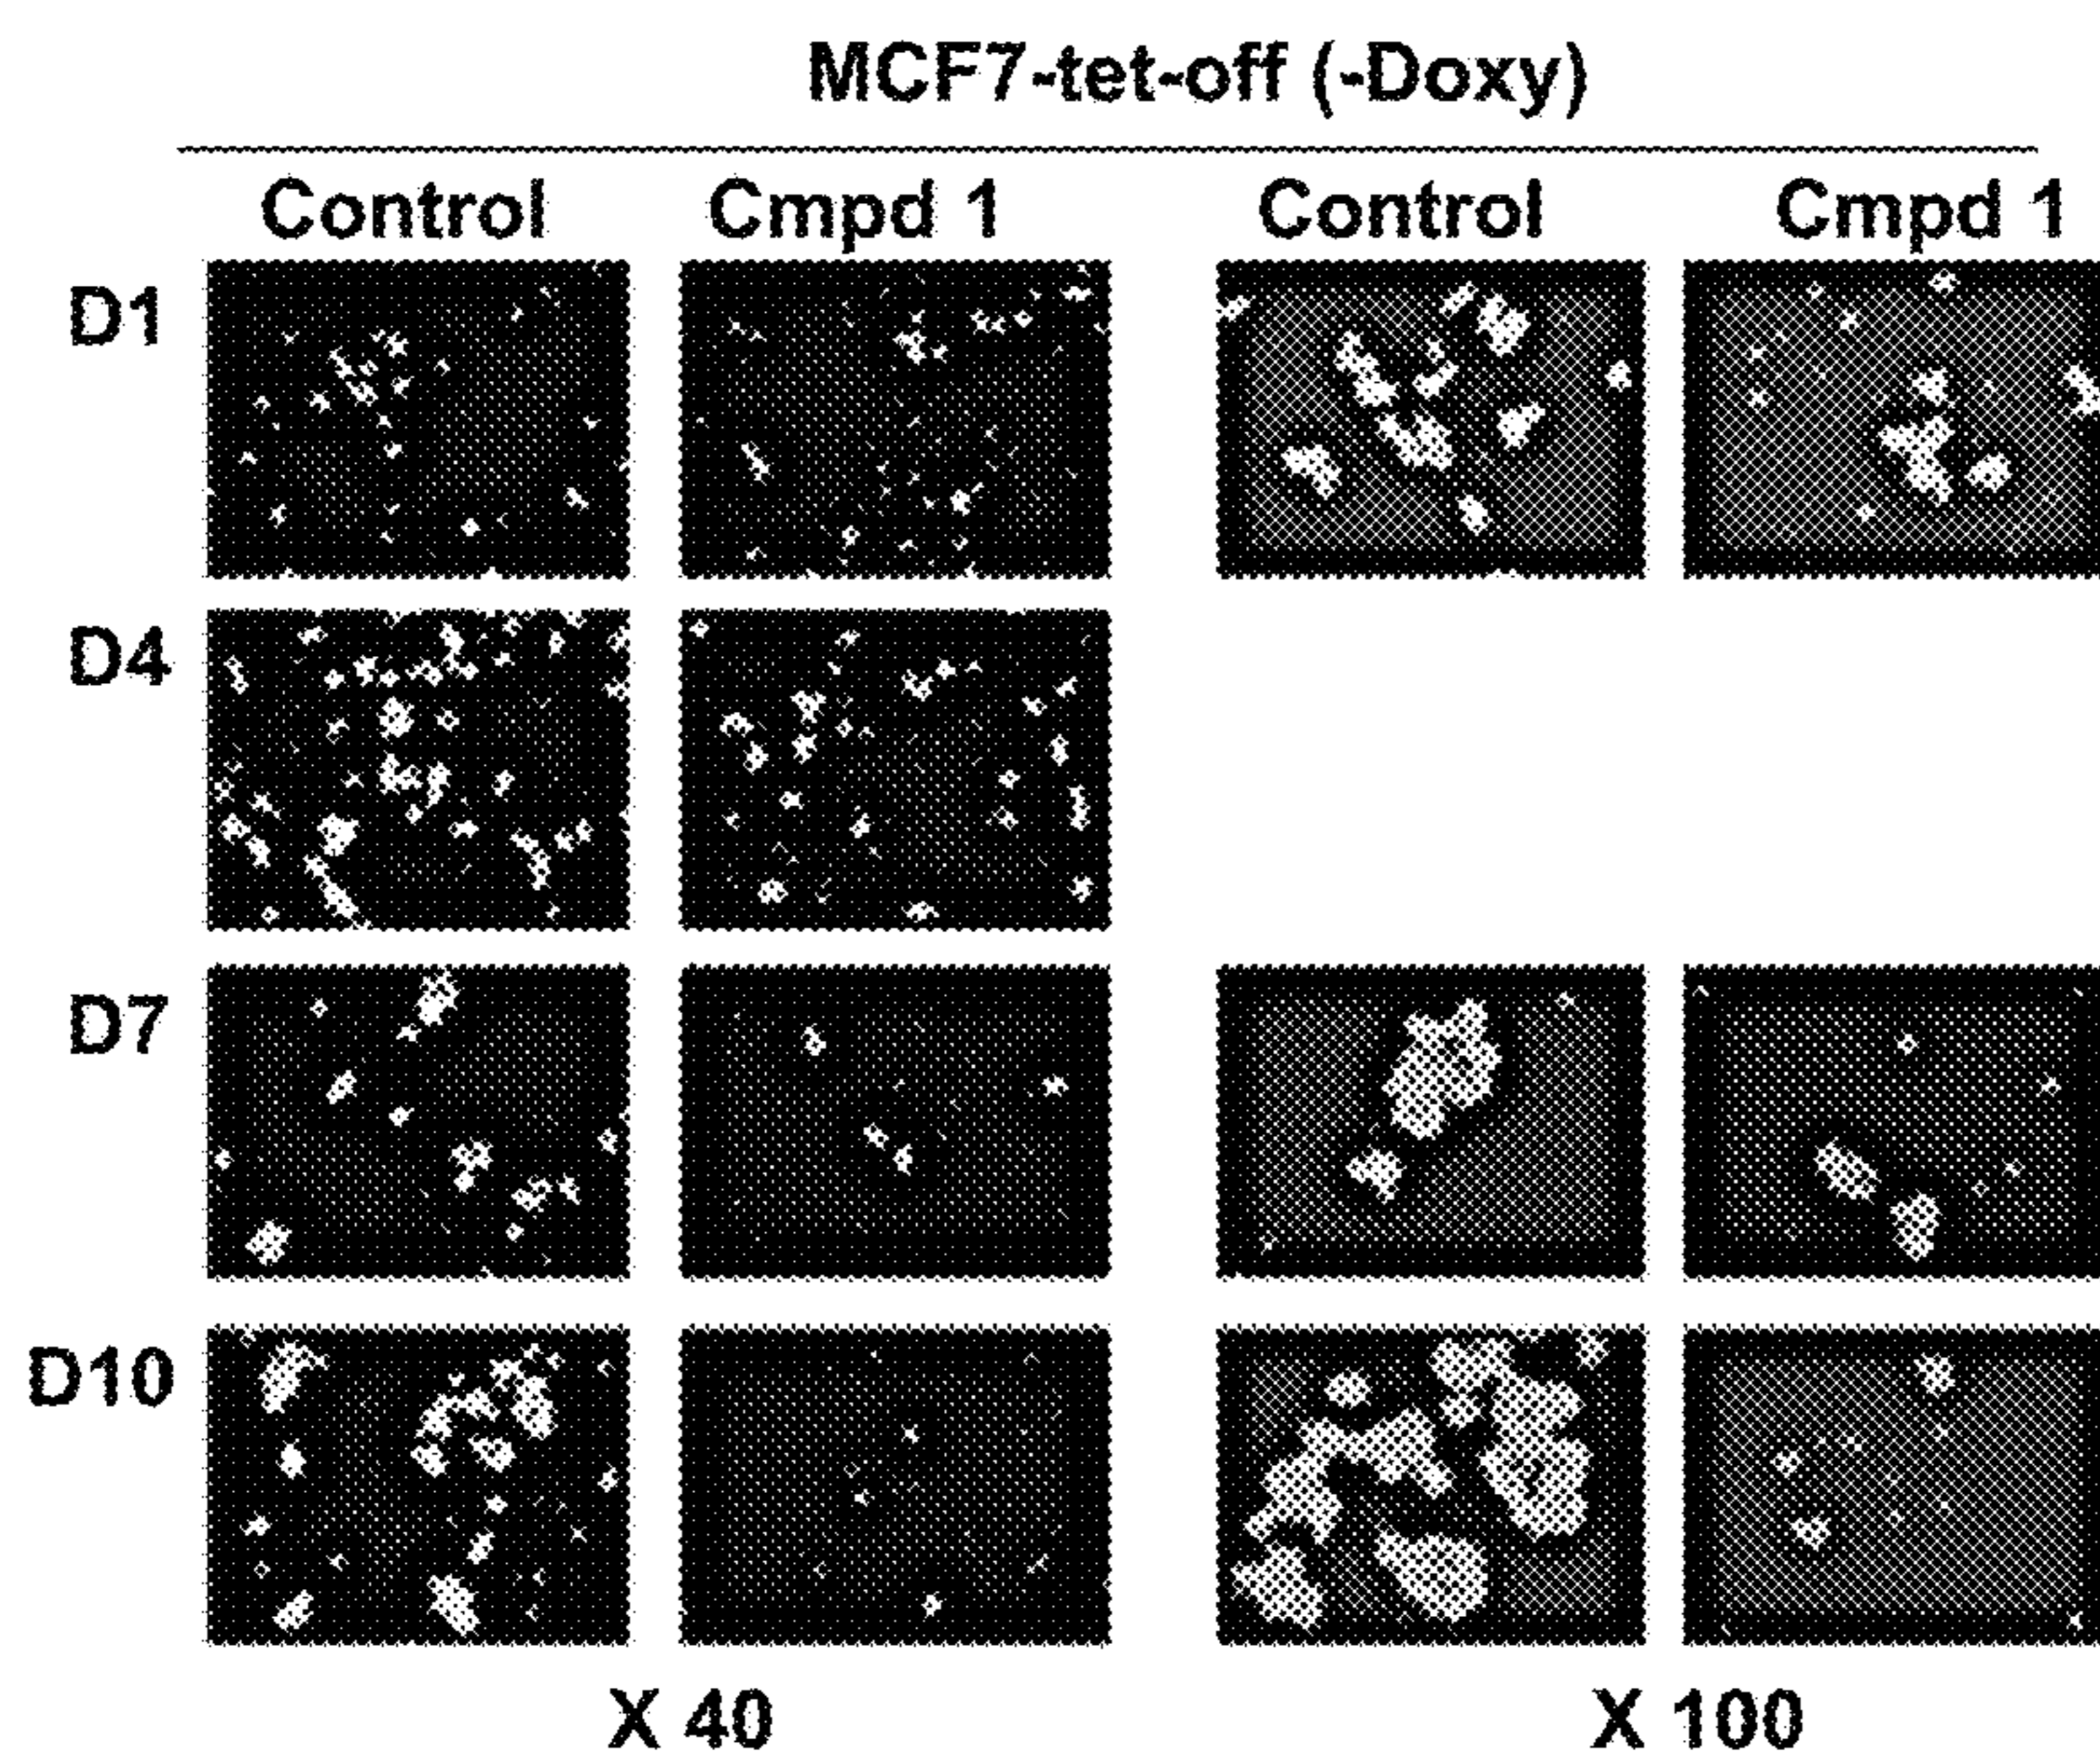 MCF7-tet-off (-Doxy)
Control Cmpd 1 Control Cmpd 1
D1
D4
D7
D10
X 40 X 100